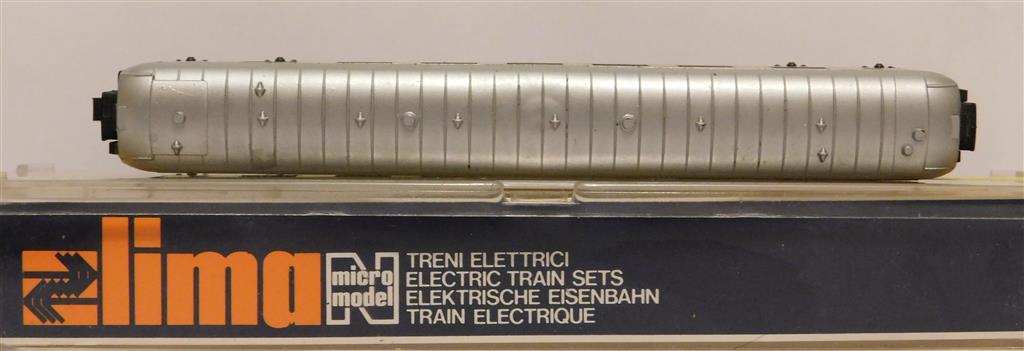 lima
N
micro
model
TRENI ELETTRICI
ELECTRIC TRAIN SETS
ELEKTRISCHE EISENBAHN
TRAIN ELECTRIQUE